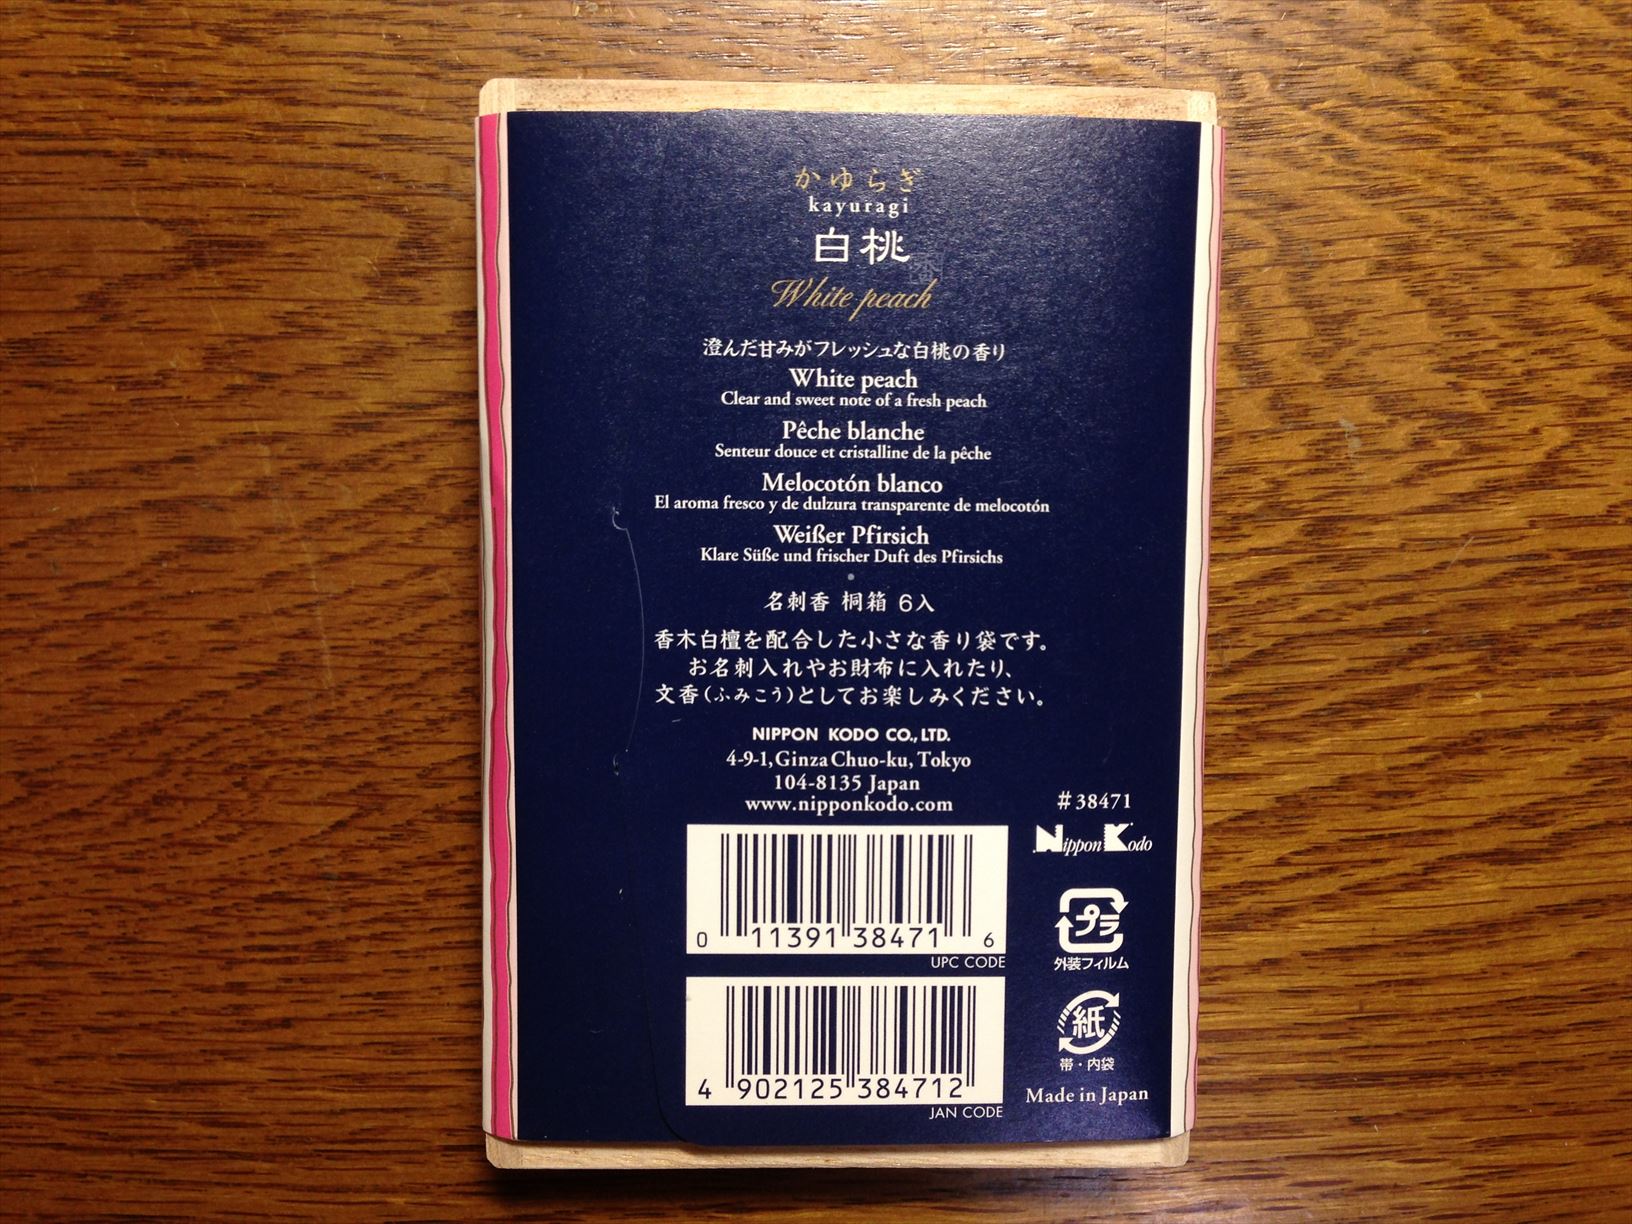 かゆらぎ
kayuragi
白桃
White peach
澄んだ甘みがフレッシュな白桃の香り
White peach
Clear and sweet note of a fresh peach
Pêche blanche
Senteur douce et cristalline de la pêche
Melocotón blanco
El aroma fresco y de dulzura transparente de melocotón
Weißer Pfirsich
Klare Süße und frischer Duft des Pfirsichs
名刺香 桐箱 6入
香木白檀を配合した小さな香り袋です。
お名刺入れやお財布に入れたり、
文香(ふみこう)としてお楽しみください。
NIPPON KODO CO., LTD.
4-9-1, Ginza Chuo-ku, Tokyo
104-8135 Japan
www.nipponkodo.com
#38471
Nippon Kodo
0 11391 38471 6
UPC CODE
プラ
外装フィルム
紙
帯・内袋
4 902125 384712
JAN CODE
Made in Japan